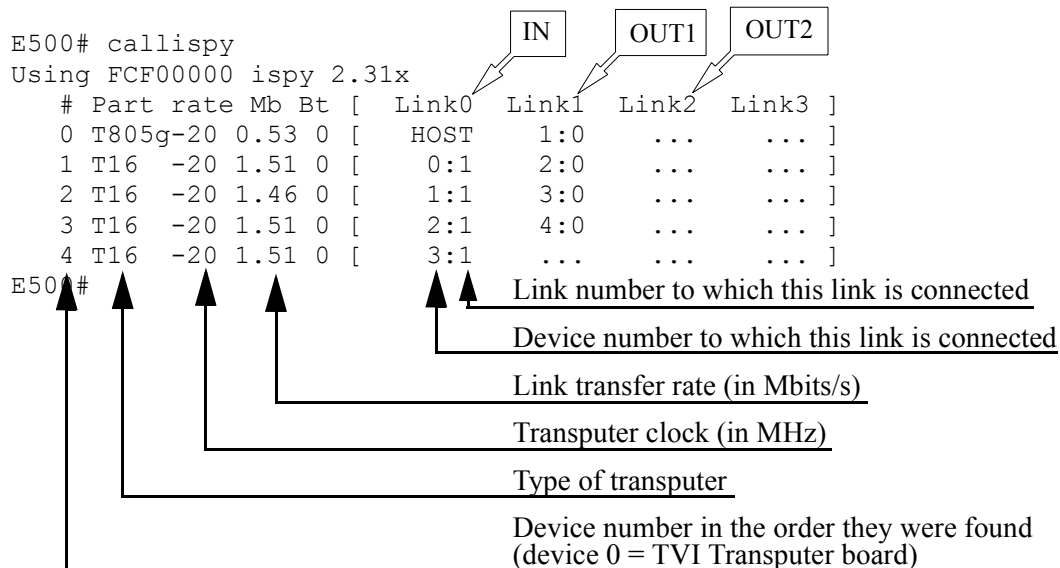 IN OUT1 OUT2
E500# callispy
Using FCF00000 ispy 2.31x
# Part rate Mb Bt [ Link0 Link1 Link2 Link3 ]
0 T805g-20 0.53 0 [ HOST 1:0 ... ... ]
1 T16 -20 1.51 0 [ 0:1 2:0 ... ... ]
2 T16 -20 1.46 0 [ 1:1 3:0 ... ... ]
3 T16 -20 1.51 0 [ 2:1 4:0 ... ... ]
4 T16 -20 1.51 0 [ 3:1 ... ... ... ]
E500#
Link number to which this link is connected
Device number to which this link is connected
Link transfer rate (in Mbits/s)
Transputer clock (in MHz)
Type of transputer
Device number in the order they were found
(device 0 = TVI Transputer board)